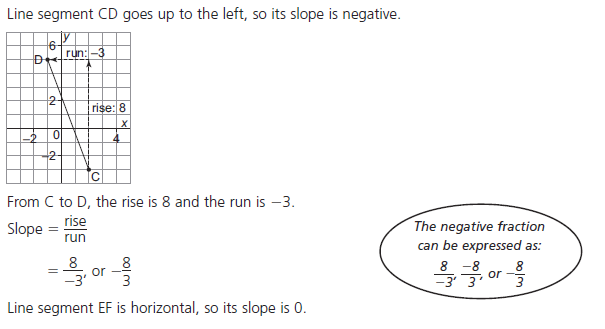 Line segment CD goes up to the left, so its slope is negative.
y
6
run: –3
D
2
rise: 8
x
–2
0
4
–2
C
From C to D, the rise is 8 and the run is –3.
Slope = rise/run
= 8/–3, or –8/3
The negative fraction
can be expressed as:
8/–3, –8/3, or –8/3
Line segment EF is horizontal, so its slope is 0.